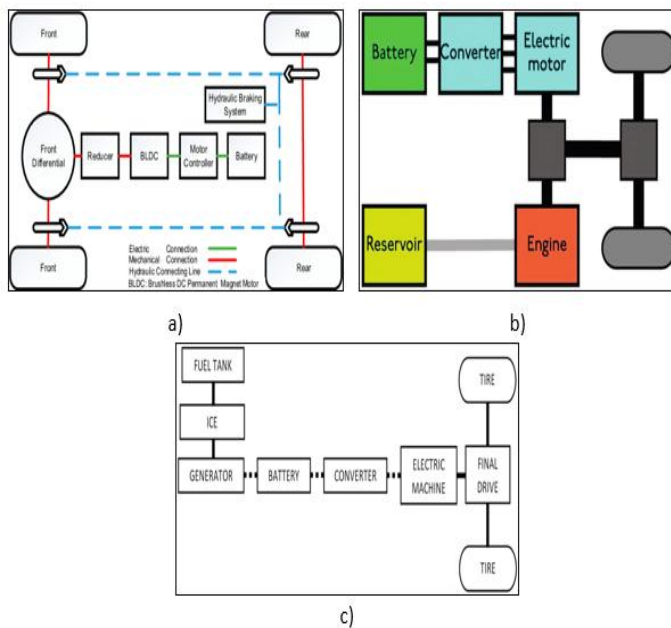 Front
Rear
Hydraulic Braking
System
Front
Differential
Reducer
BLDC
Motor
Controller
Battery
Electric Connection
Mechanical Connection
Hydraulic Connecting Line
BLDC: Brushless DC Permanent Magnet Motor
Front
Rear
a)
Battery
Converter
Electric
motor
Reservoir
Engine
b)
FUEL TANK
ICE
GENERATOR
BATTERY
CONVERTER
ELECTRIC
MACHINE
FINAL
DRIVE
TIRE
TIRE
c)